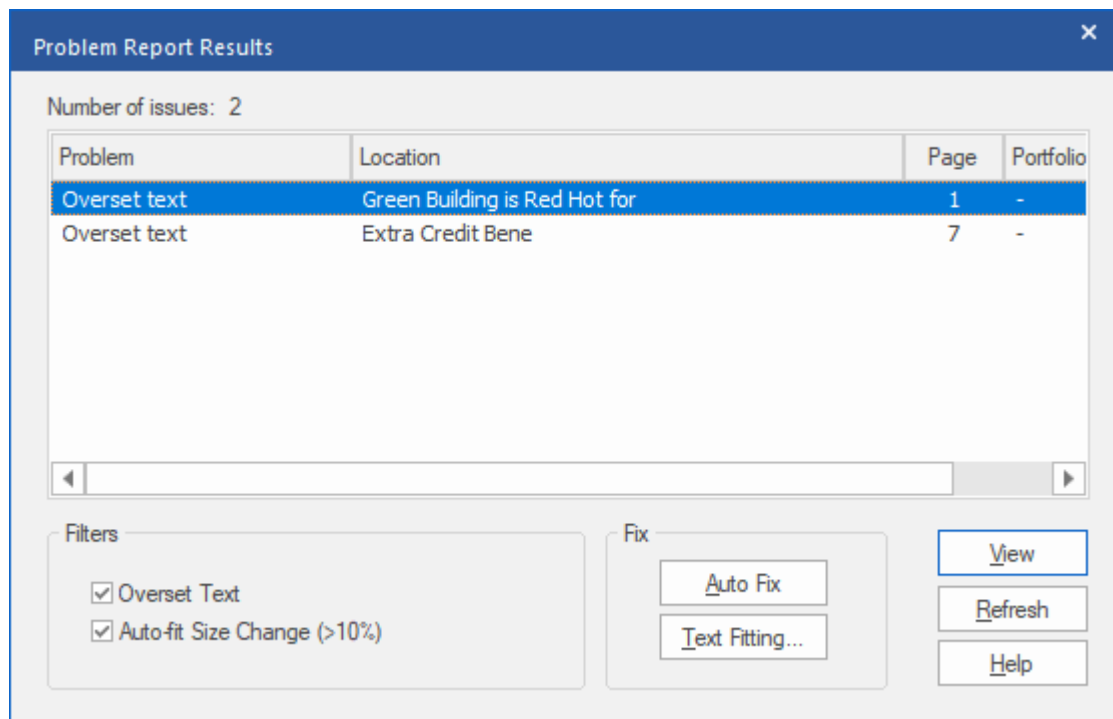 Problem Report Results
Number of issues: 2
Problem Location Page Portfolio
Overset text Green Building is Red Hot for 1 -
Overset text Extra Credit Bene 7 -
Filters
Overset Text
Auto-fit Size Change (>10%)
Fix
Auto Fix
Text Fitting...
View
Refresh
Help